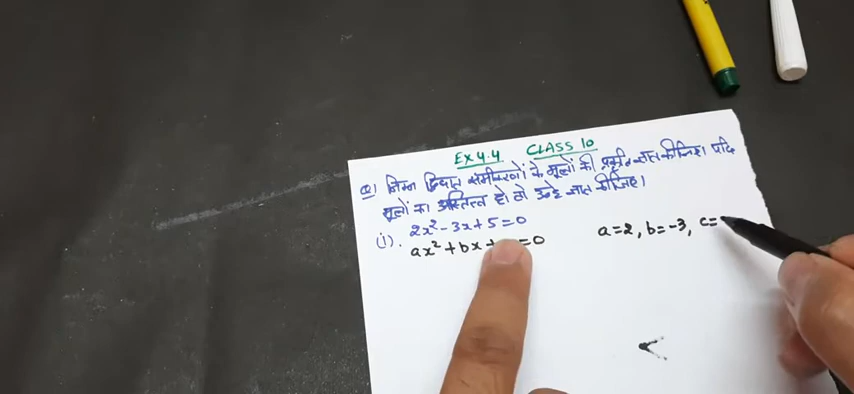 EX 4.4 CLASS 10
Q1 निम्न द्विघात समीकरणों के मूलों की प्रकृति ज्ञात कीजिए। यदि
मूलों का अस्तित्व हो तो उन्हें ज्ञात कीजिए।
(i). 2x² - 3x + 5 = 0
ax² + bx + = 0 a = 2, b = -3, c =